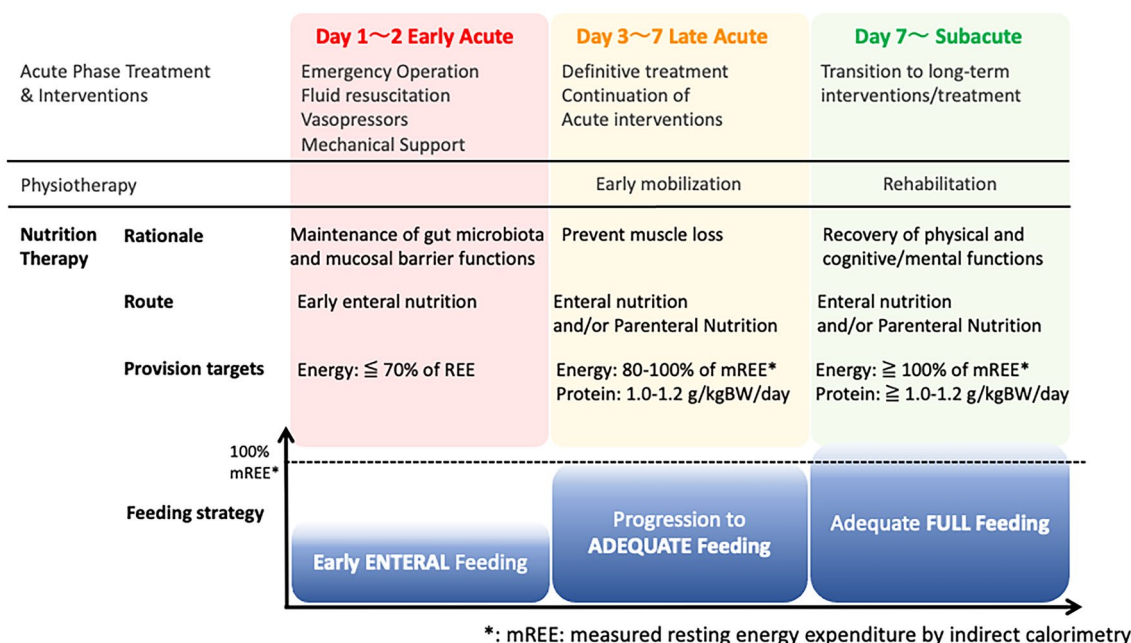 Day 1～2 Early Acute
Day 3～7 Late Acute
Day 7～ Subacute
Acute Phase Treatment
& Interventions
Emergency Operation
Fluid resuscitation
Vasopressors
Mechanical Support
Definitive treatment
Continuation of
Acute interventions
Transition to long-term
interventions/treatment
Physiotherapy
Early mobilization
Rehabilitation
Nutrition
Therapy
Rationale
Maintenance of gut microbiota
and mucosal barrier functions
Prevent muscle loss
Recovery of physical and
cognitive/mental functions
Route
Early enteral nutrition
Enteral nutrition
and/or Parenteral Nutrition
Enteral nutrition
and/or Parenteral Nutrition
Provision targets
Energy: ≦ 70% of REE
Energy: 80-100% of mREE*
Protein: 1.0-1.2 g/kgBW/day
Energy: ≧ 100% of mREE*
Protein: ≧ 1.0-1.2 g/kgBW/day
100%
mREE*
Feeding strategy
Early ENTERAL Feeding
Progression to
ADEQUATE Feeding
Adequate FULL Feeding
*: mREE: measured resting energy expenditure by indirect calorimetry